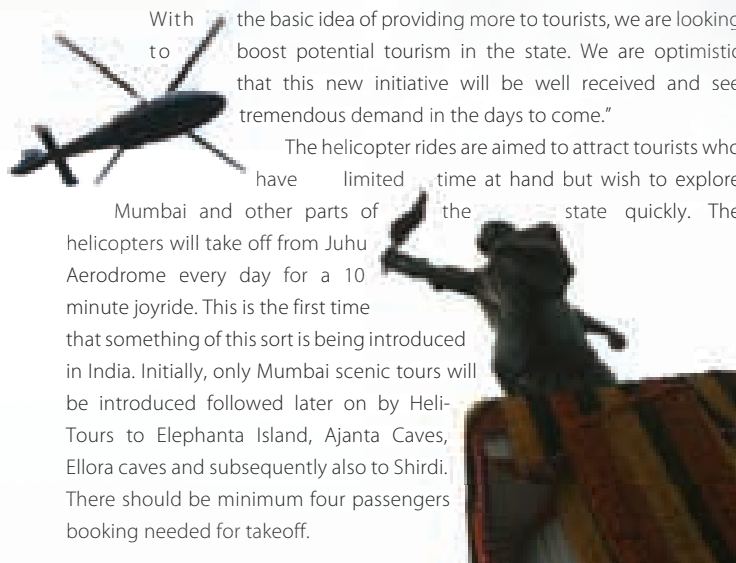 With the basic idea of providing more to tourists, we are looking
to boost potential tourism in the state. We are optimistic
that this new initiative will be well received and see
tremendous demand in the days to come.”
The helicopter rides are aimed to attract tourists who
have limited time at hand but wish to explore
Mumbai and other parts of the state quickly. The
helicopters will take off from Juhu
Aerodrome every day for a 10
minute joyride. This is the first time
that something of this sort is being introduced
in India. Initially, only Mumbai scenic tours will
be introduced followed later on by Heli-
Tours to Elephanta Island, Ajanta Caves,
Ellora caves and subsequently also to Shirdi.
There should be minimum four passengers
booking needed for takeoff.